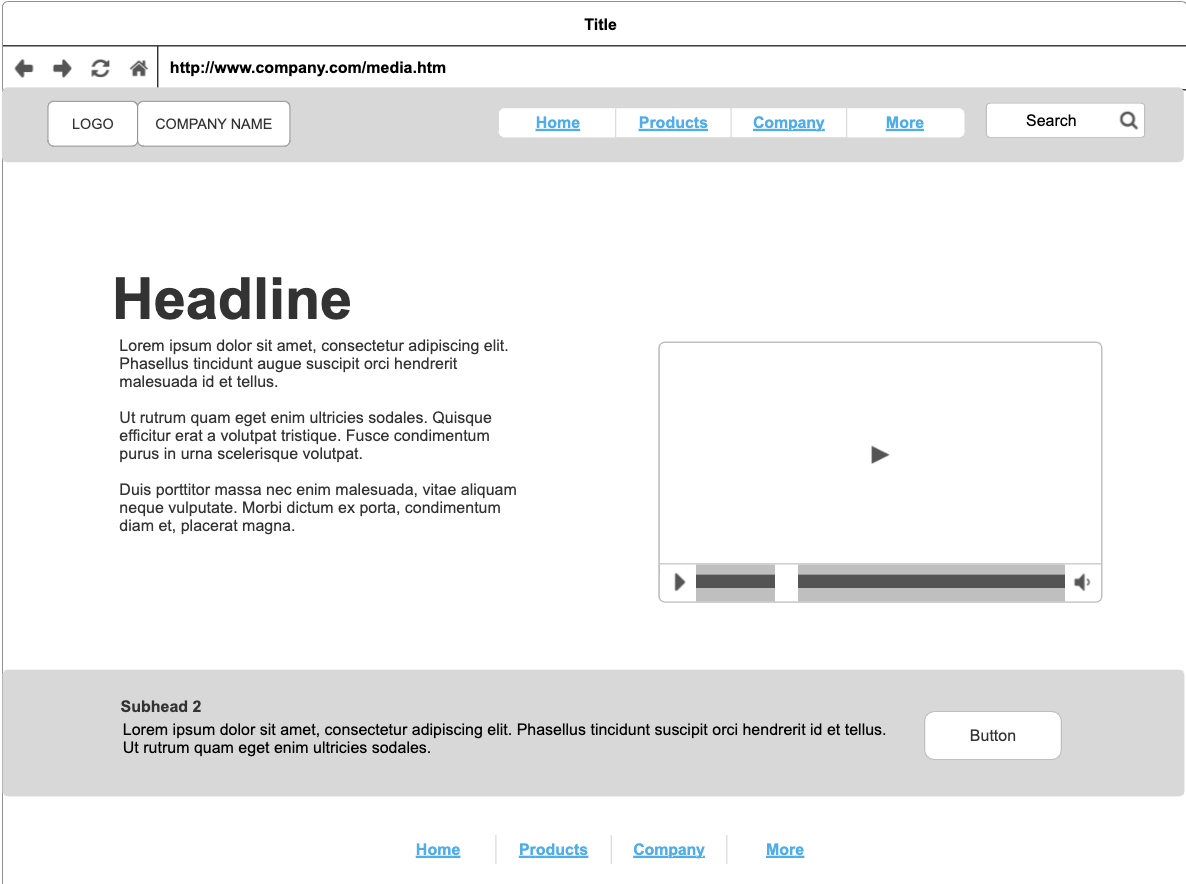 Title
http://www.company.com/media.htm
LOGO COMPANY NAME Home Products Company More Search
Headline
Lorem ipsum dolor sit amet, consectetur adipiscing elit.
Phasellus tincidunt augue suscipit orci hendrerit
malesuada id et tellus.
Ut rutrum quam eget enim ultricies sodales. Quisque
efficitur erat a volutpat tristique. Fusce condimentum
purus in urna scelerisque volutpat.
Duis porttitor massa nec enim malesuada, vitae aliquam
neque vulputate. Morbi dictum ex porta, condimentum
diam et, placerat magna.
Subhead 2
Lorem ipsum dolor sit amet, consectetur adipiscing elit. Phasellus tincidunt suscipit orci hendrerit id et tellus.
Ut rutrum quam eget enim ultricies sodales.
Button
Home Products Company More